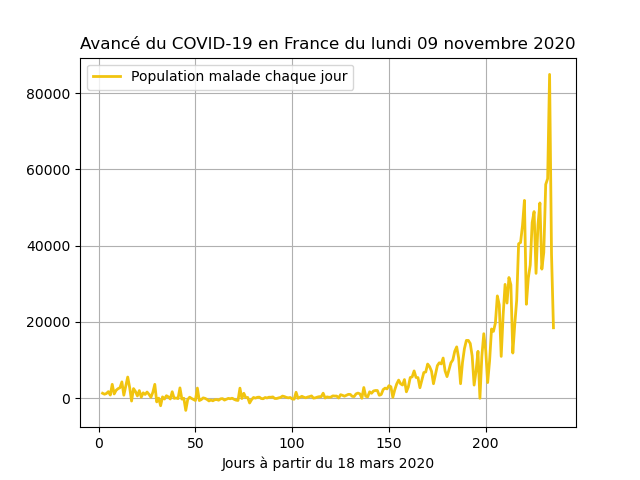 Avancé du COVID-19 en France du lundi 09 novembre 2020
Population malade chaque jour
80000
60000
40000
20000
0
0 50 100 150 200
Jours à partir du 18 mars 2020